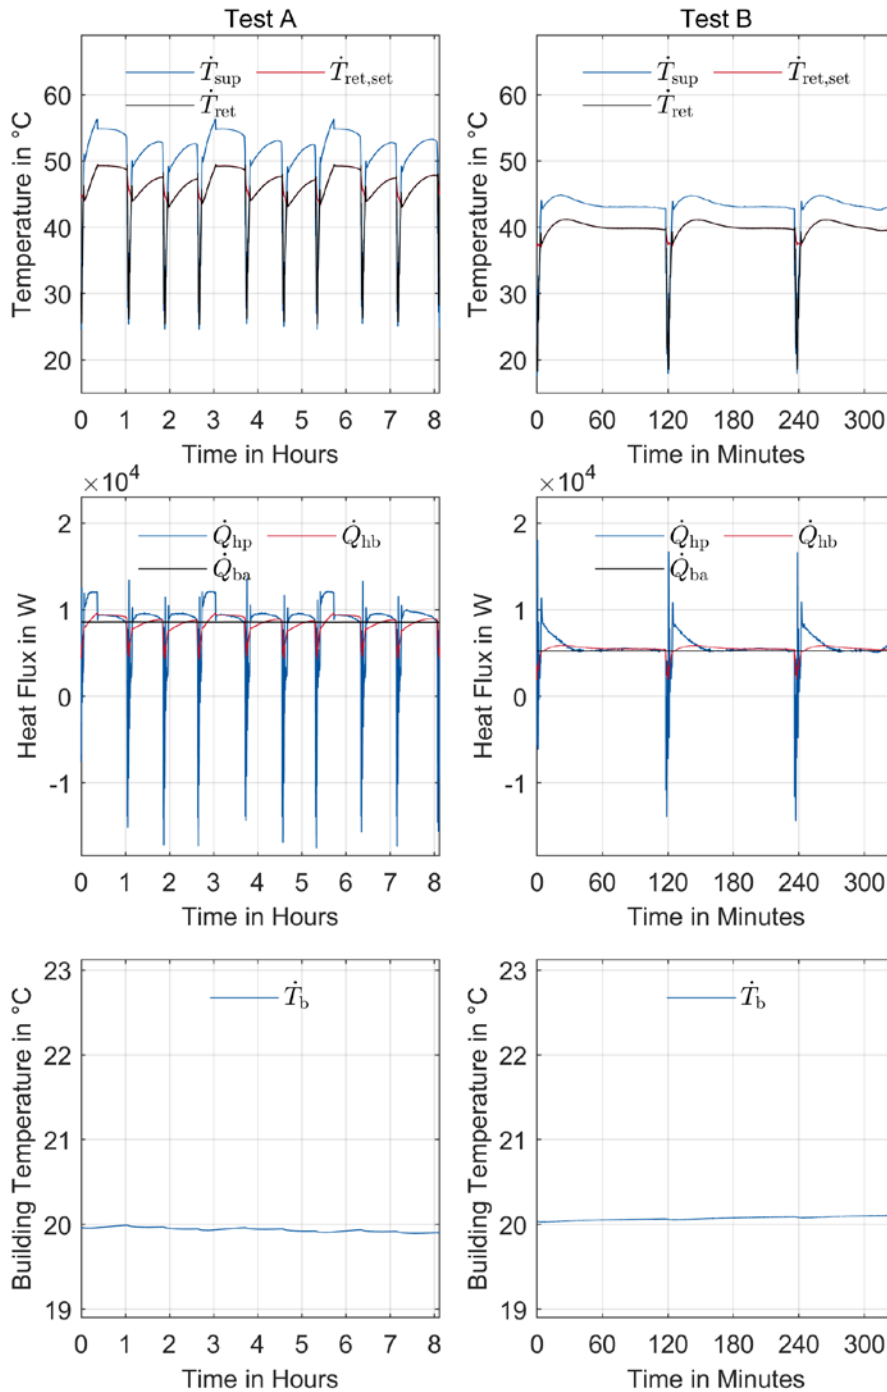 Test A
Test B
Ṫsup Ṫret,set
Ṫret
Ṫsup Ṫret,set
Ṫret
Temperature in °C
60
50
40
30
20
0 1 2 3 4 5 6 7 8
Time in Hours
Temperature in °C
60
50
40
30
20
0 60 120 180 240 300
Time in Minutes
×10⁴
Q̇hp Q̇hb
Q̇ba
Heat Flux in W
2
1
0
-1
0 1 2 3 4 5 6 7 8
Time in Hours
×10⁴
Q̇hp Q̇hb
Q̇ba
Heat Flux in W
2
1
0
-1
0 60 120 180 240 300
Time in Minutes
Ṫb
Building Temperature in °C
23
22
21
20
19
0 1 2 3 4 5 6 7 8
Time in Hours
Ṫb
Building Temperature in °C
23
22
21
20
19
0 60 120 180 240 300
Time in Minutes